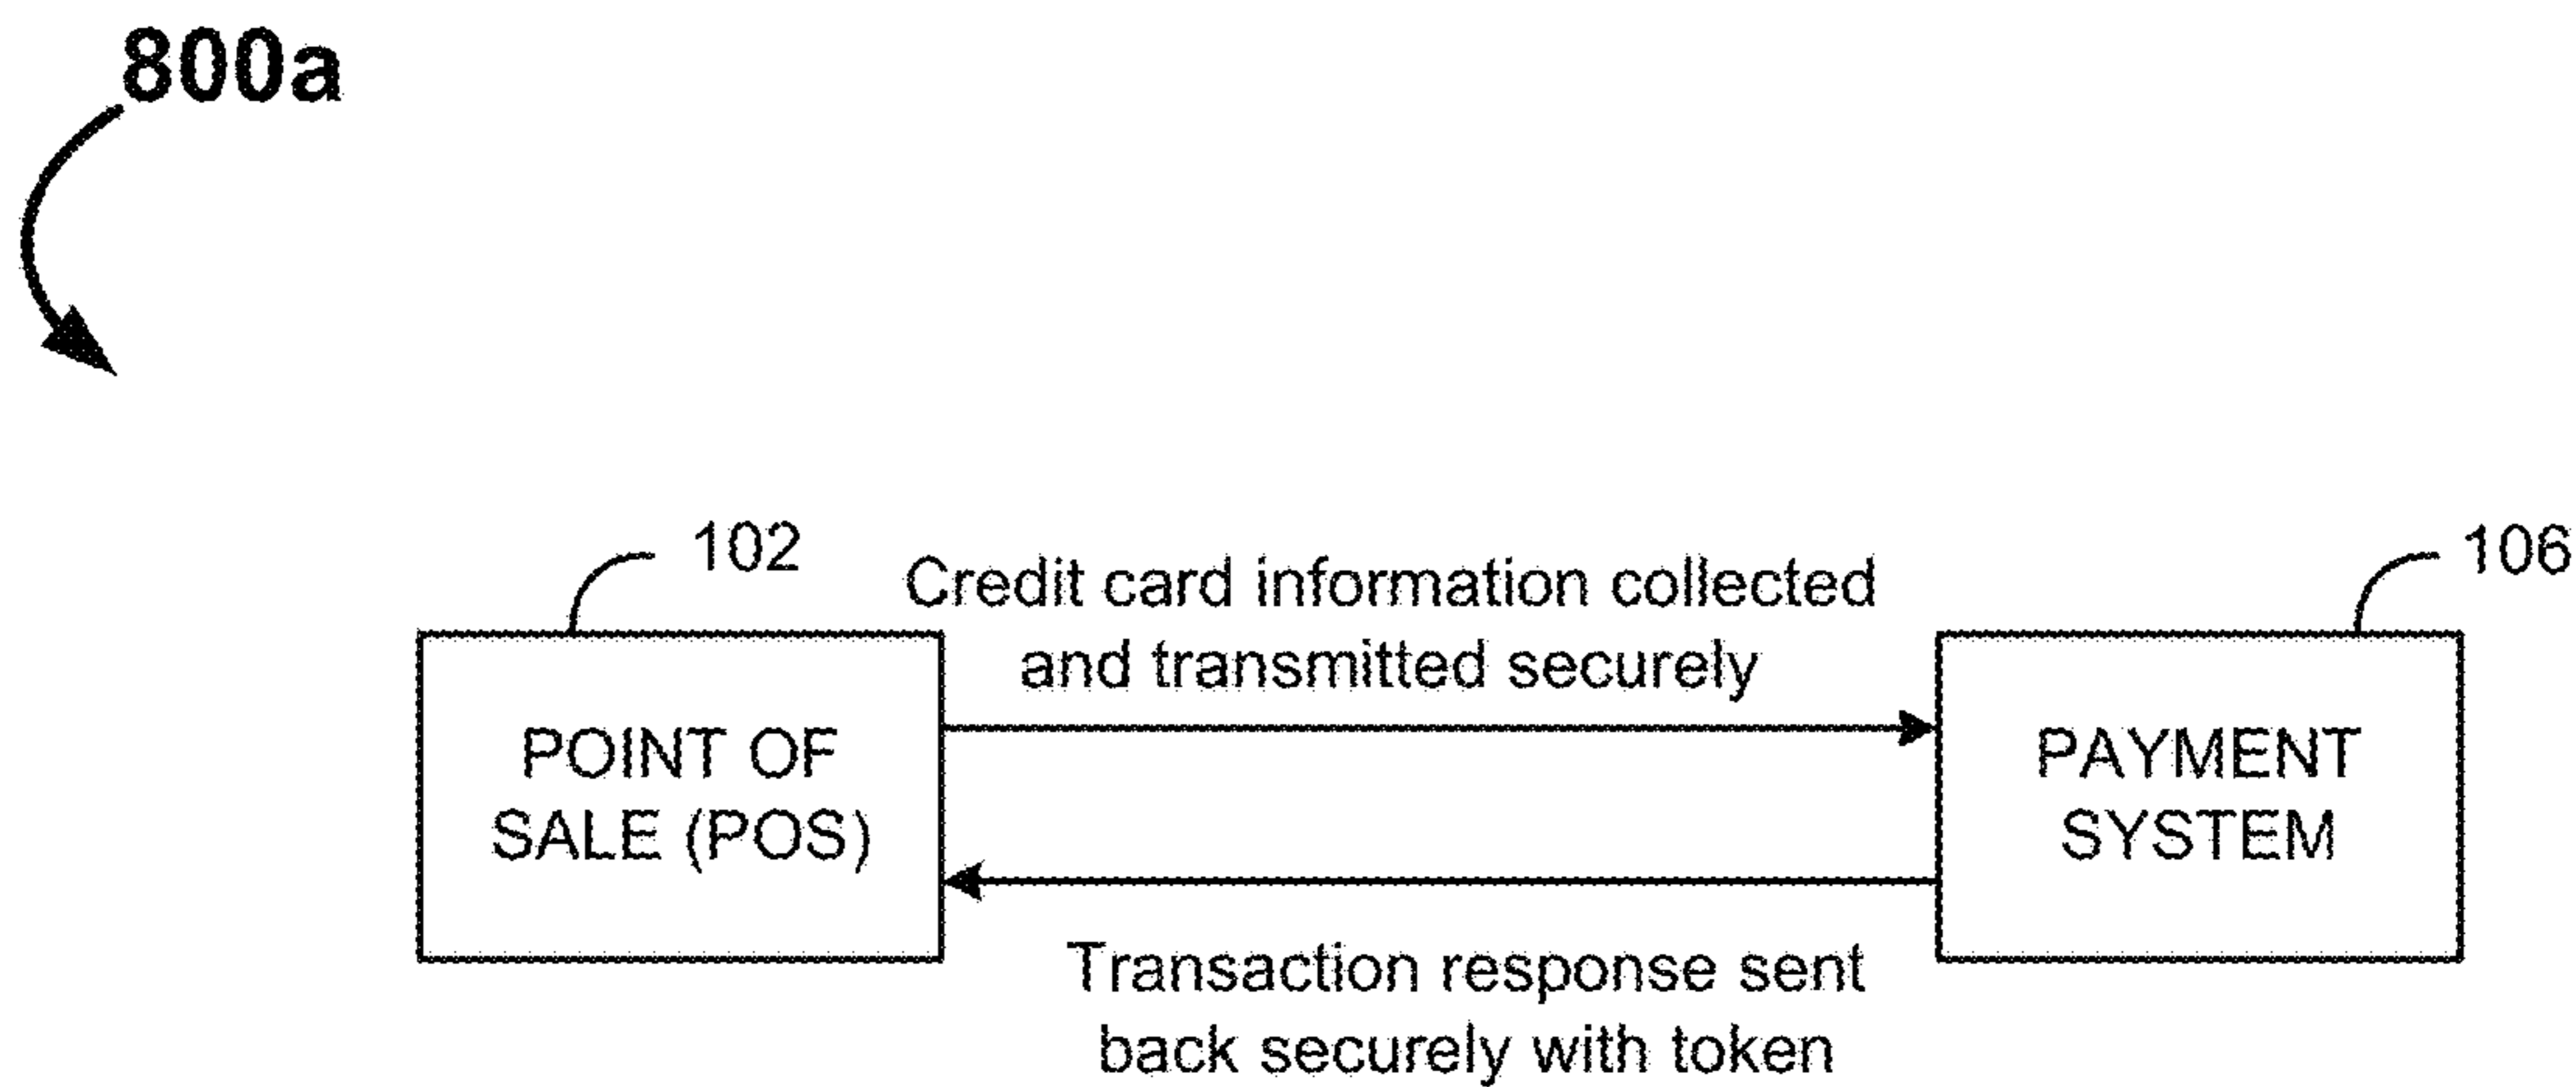 800a
102
106
Credit card information collected
and transmitted securely
POINT OF
SALE (POS)
PAYMENT
SYSTEM
Transaction response sent
back securely with token